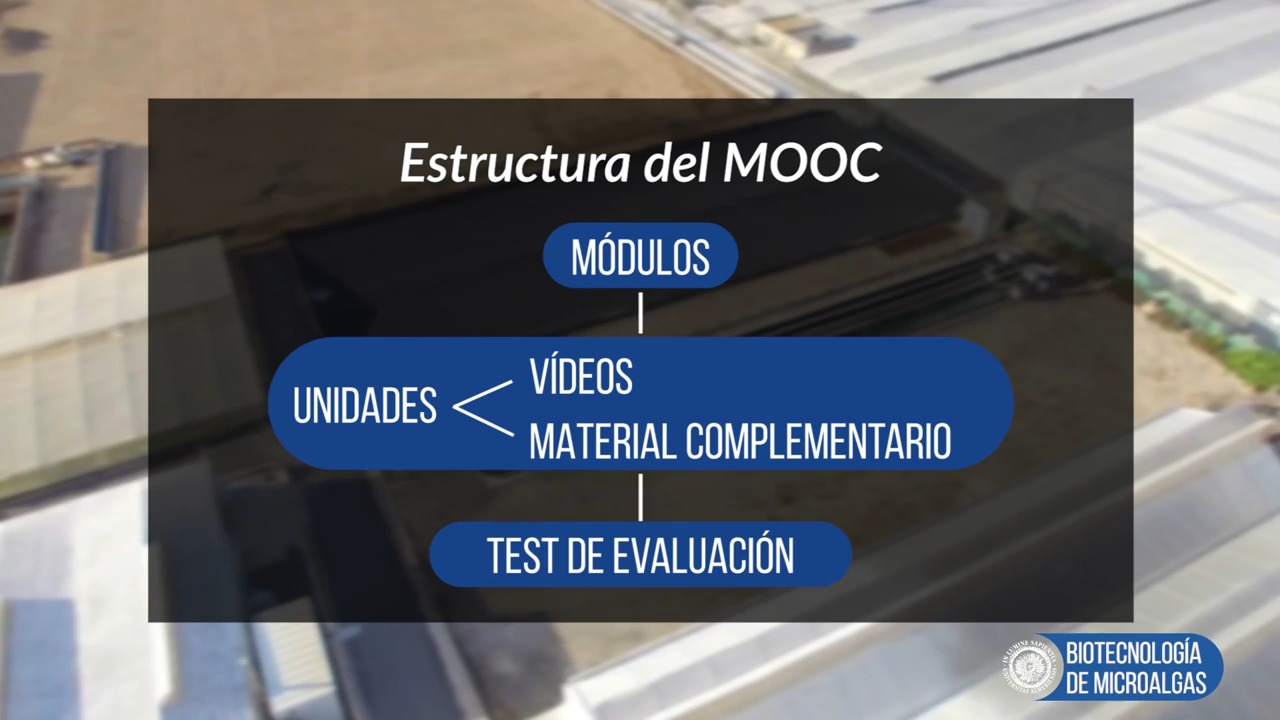 Estructura del MOOC
MÓDULOS
UNIDADES
VÍDEOS
MATERIAL COMPLEMENTARIO
TEST DE EVALUACIÓN
BIOTECNOLOGÍA
DE MICROALGAS